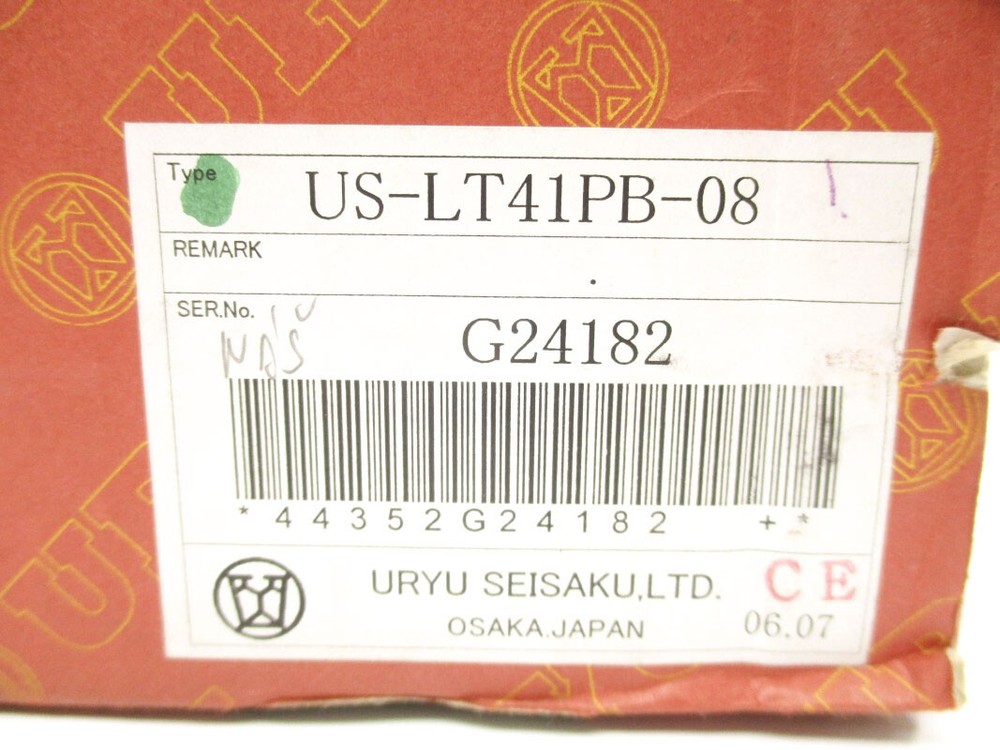 Type
US-LT41PB-08
REMARK
SER.No.
G24182
*44352G24182 +*
URYU SEISAKU,LTD.
CE
OSAKA.JAPAN
06.07